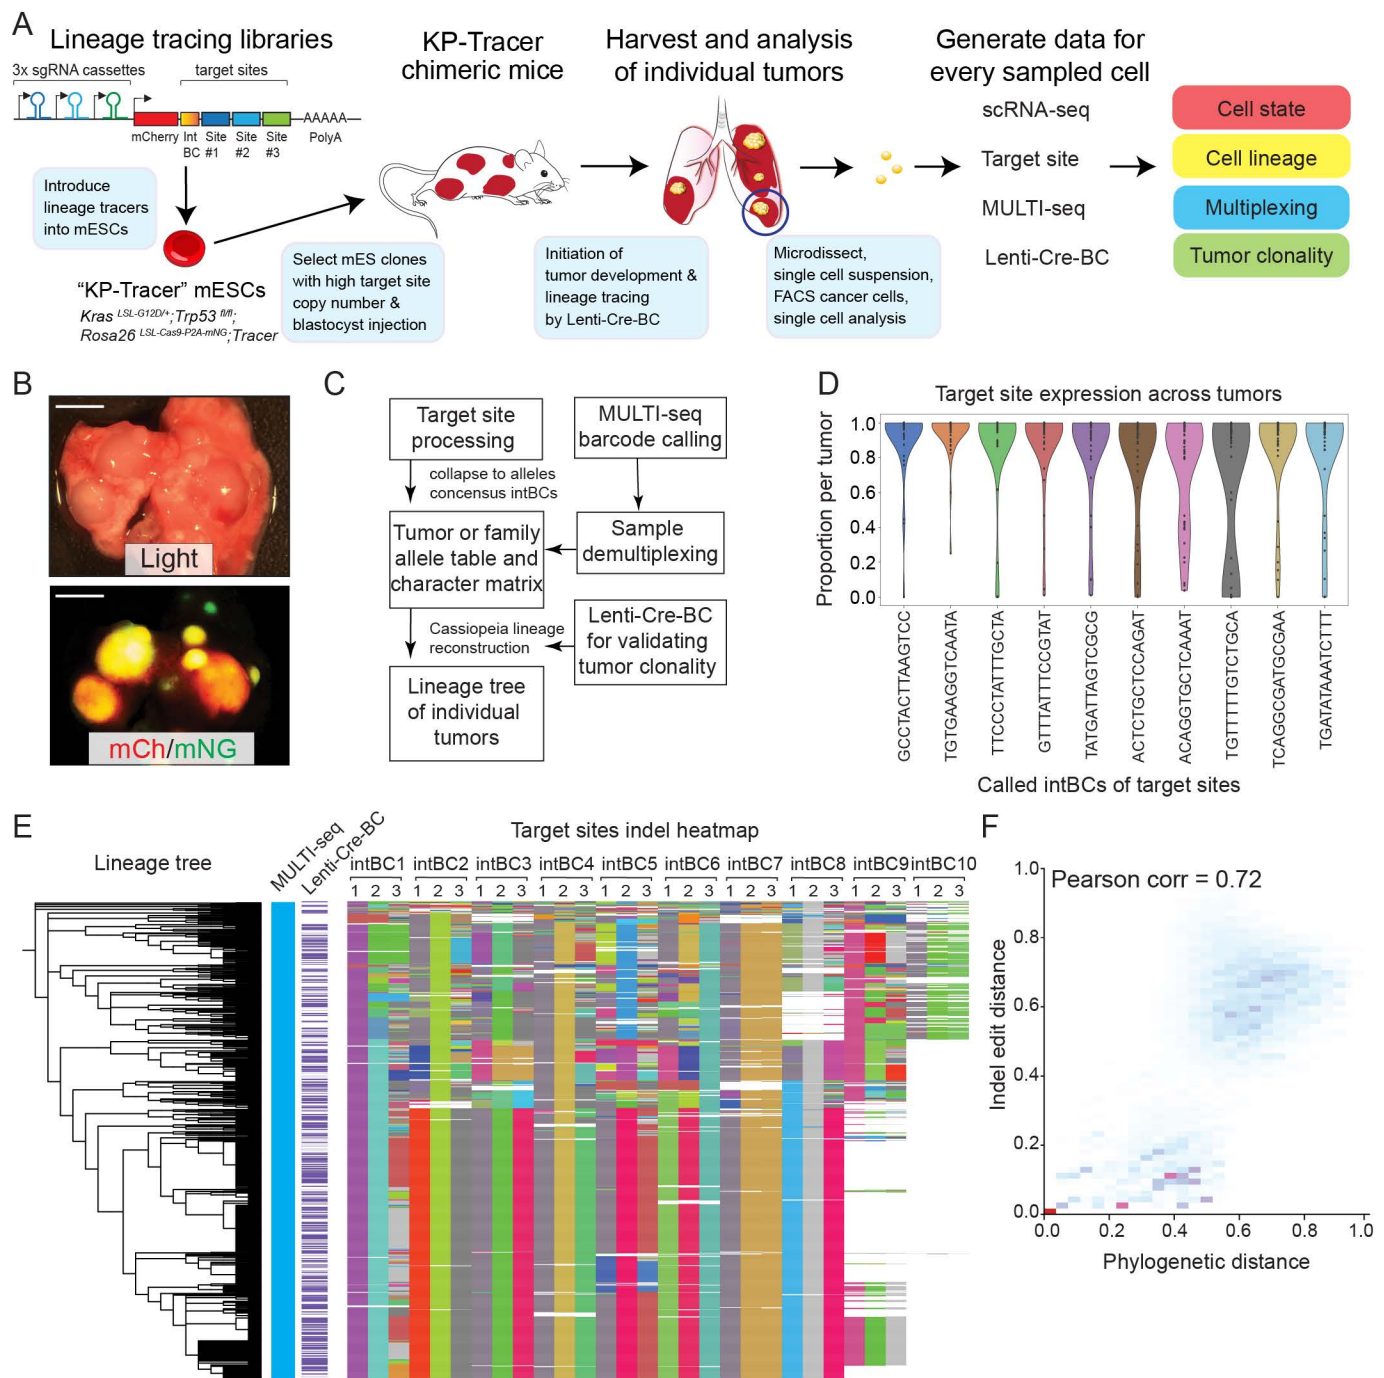 A
Lineage tracing libraries
3x sgRNA cassettes
target sites
mCherry
Int
BC
Site
#1
Site
#2
Site
#3
AAAAA
PolyA
Introduce
lineage tracers
into mESCs
"KP-Tracer" mESCs
Kras LSL-G12D/+;Trp53 fl/fl;
Rosa26 LSL-Cas9-P2A-mNG;Tracer
KP-Tracer
chimeric mice
Select mES clones
with high target site
copy number &
blastocyst injection
Harvest and analysis
of individual tumors
Initiation of
tumor development &
lineage tracing
by Lenti-Cre-BC
Microdissect,
single cell suspension,
FACS cancer cells,
single cell analysis
Generate data for
every sampled cell
scRNA-seq
Cell state
Target site
Cell lineage
MULTI-seq
Multiplexing
Lenti-Cre-BC
Tumor clonality
B
Light
mCh/mNG
C
Target site
processing
MULTI-seq
barcode calling
collapse to alleles
concensus intBCs
Tumor or family
allele table and
character matrix
Sample
demultiplexing
Cassiopeia lineage
reconstruction
Lenti-Cre-BC
for validating
tumor clonality
Lineage tree
of individual
tumors
D
Target site expression across tumors
Proportion per tumor
1.0
0.8
0.6
0.4
0.2
0.0
GCCTACTTAAGTCC
TGTGAAGGTCAATA
TTCCCTATTTGCTA
GTTTATTTCCGTAT
TATGATTAGTCGCG
ACTCTGCTCCAGAT
ACAGGTGCTCAAAT
TGTTTTTGTCTGCA
TCAGGCGATGCGAA
TGATATAAATCTTT
Called intBCs of target sites
E
Lineage tree
MULTI-seq
Lenti-Cre-BC
Target sites indel heatmap
intBC1 intBC2 intBC3 intBC4 intBC5 intBC6 intBC7 intBC8 intBC9 intBC10
1 2 3 1 2 3 1 2 3 1 2 3 1 2 3 1 2 3 1 2 3 1 2 3 1 2 3 1 2 3
F
Pearson corr = 0.72
Indel edit distance
1.0
0.8
0.6
0.4
0.2
0.0
0.0 0.2 0.4 0.6 0.8 1.0
Phylogenetic distance